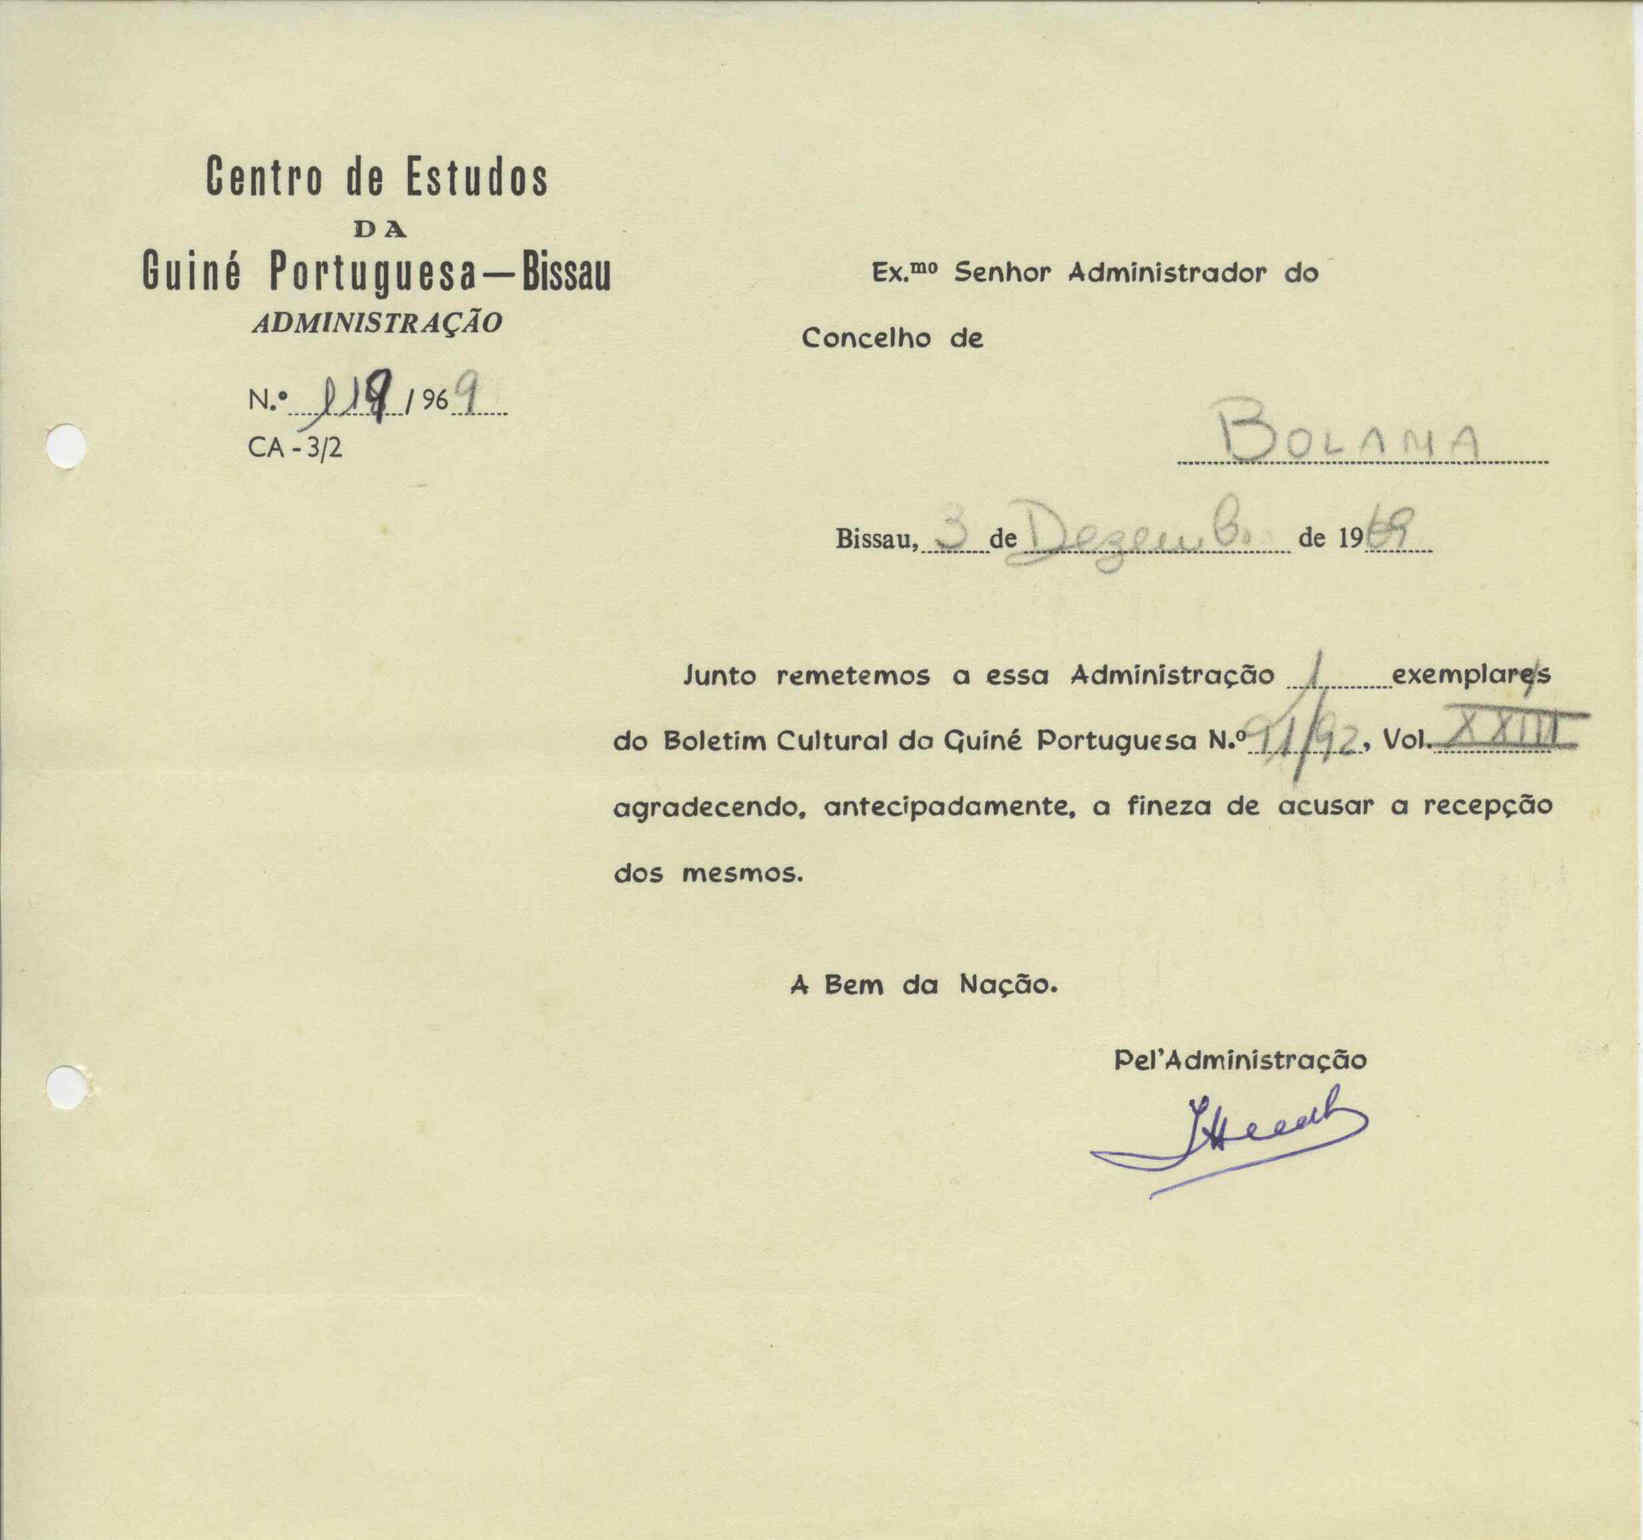 Centro de Estudos
DA
Guiné Portuguesa—Bissau
ADMINISTRAÇÃO
N.º 119 / 969
CA - 3/2
Ex.mo Senhor Administrador do
Concelho de
BOLAMA
Bissau, 3 de Dezemb. de 1969
Junto remetemos a essa Administração 1 exemplares
do Boletim Cultural da Guiné Portuguesa N.º 91/92, Vol. XXIII
agradecendo, antecipadamente, a fineza de acusar a recepção
dos mesmos.
A Bem da Nação.
Pel'Administração